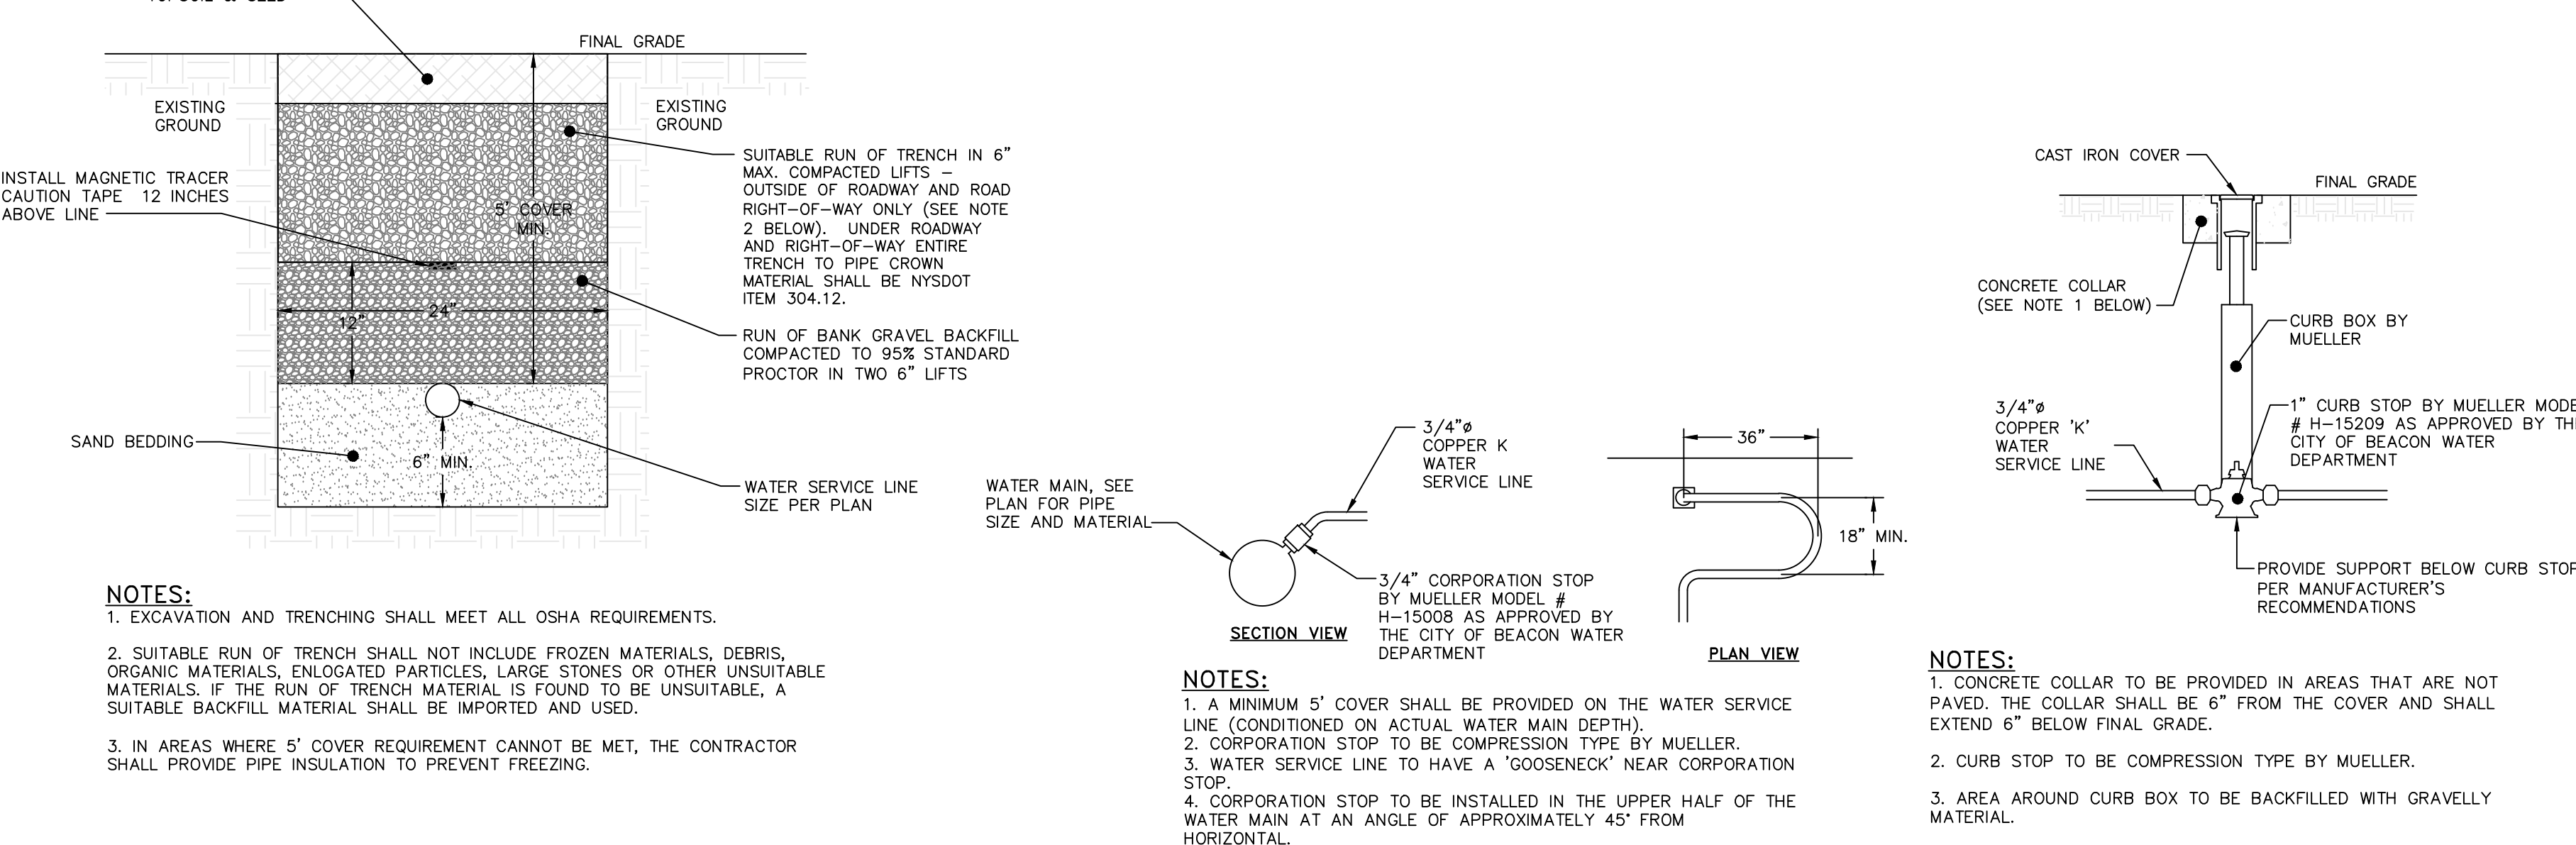 FINAL GRADE
EXISTING
GROUND
EXISTING
GROUND
INSTALL MAGNETIC TRACER
CAUTION TAPE 12 INCHES
ABOVE LINE
5' COVER
MIN.
SUITABLE RUN OF TRENCH IN 6"
MAX. COMPACTED LIFTS –
OUTSIDE OF ROADWAY AND ROAD
RIGHT–OF–WAY ONLY (SEE NOTE
2 BELOW). UNDER ROADWAY
AND RIGHT–OF–WAY ENTIRE
TRENCH TO PIPE CROWN
MATERIAL SHALL BE NYSDOT
ITEM 304.12.
24"
12"
RUN OF BANK GRAVEL BACKFILL
COMPACTED TO 95% STANDARD
PROCTOR IN TWO 6" LIFTS
SAND BEDDING
6" MIN.
WATER SERVICE LINE
SIZE PER PLAN
NOTES:
1. EXCAVATION AND TRENCHING SHALL MEET ALL OSHA REQUIREMENTS.
2. SUITABLE RUN OF TRENCH SHALL NOT INCLUDE FROZEN MATERIALS, DEBRIS,
ORGANIC MATERIALS, ENLOGATED PARTICLES, LARGE STONES OR OTHER UNSUITABLE
MATERIALS. IF THE RUN OF TRENCH MATERIAL IS FOUND TO BE UNSUITABLE, A
SUITABLE BACKFILL MATERIAL SHALL BE IMPORTED AND USED.
3. IN AREAS WHERE 5' COVER REQUIREMENT CANNOT BE MET, THE CONTRACTOR
SHALL PROVIDE PIPE INSULATION TO PREVENT FREEZING.
WATER MAIN, SEE
PLAN FOR PIPE
SIZE AND MATERIAL
3/4"ø
COPPER K
WATER
SERVICE LINE
3/4" CORPORATION STOP
BY MUELLER MODEL #
H–15008 AS APPROVED BY
THE CITY OF BEACON WATER
DEPARTMENT
SECTION VIEW
36"
18" MIN.
PLAN VIEW
NOTES:
1. A MINIMUM 5' COVER SHALL BE PROVIDED ON THE WATER SERVICE
LINE (CONDITIONED ON ACTUAL WATER MAIN DEPTH).
2. CORPORATION STOP TO BE COMPRESSION TYPE BY MUELLER.
3. WATER SERVICE LINE TO HAVE A 'GOOSENECK' NEAR CORPORATION
STOP.
4. CORPORATION STOP TO BE INSTALLED IN THE UPPER HALF OF THE
WATER MAIN AT AN ANGLE OF APPROXIMATELY 45° FROM
HORIZONTAL.
CAST IRON COVER
FINAL GRADE
CONCRETE COLLAR
(SEE NOTE 1 BELOW)
CURB BOX BY
MUELLER
3/4"ø
COPPER 'K'
WATER
SERVICE LINE
1" CURB STOP BY MUELLER
# H–15209 AS APPROVED BY
CITY OF BEACON WATER
DEPARTMENT
PROVIDE SUPPORT BELOW CURB STOP
PER MANUFACTURER'S
RECOMMENDATIONS
NOTES:
1. CONCRETE COLLAR TO BE PROVIDED IN AREAS THAT ARE NOT
PAVED. THE COLLAR SHALL BE 6" FROM THE COVER AND SHALL
EXTEND 6" BELOW FINAL GRADE.
2. CURB STOP TO BE COMPRESSION TYPE BY MUELLER.
3. AREA AROUND CURB BOX TO BE BACKFILLED WITH GRAVELLY
MATERIAL.